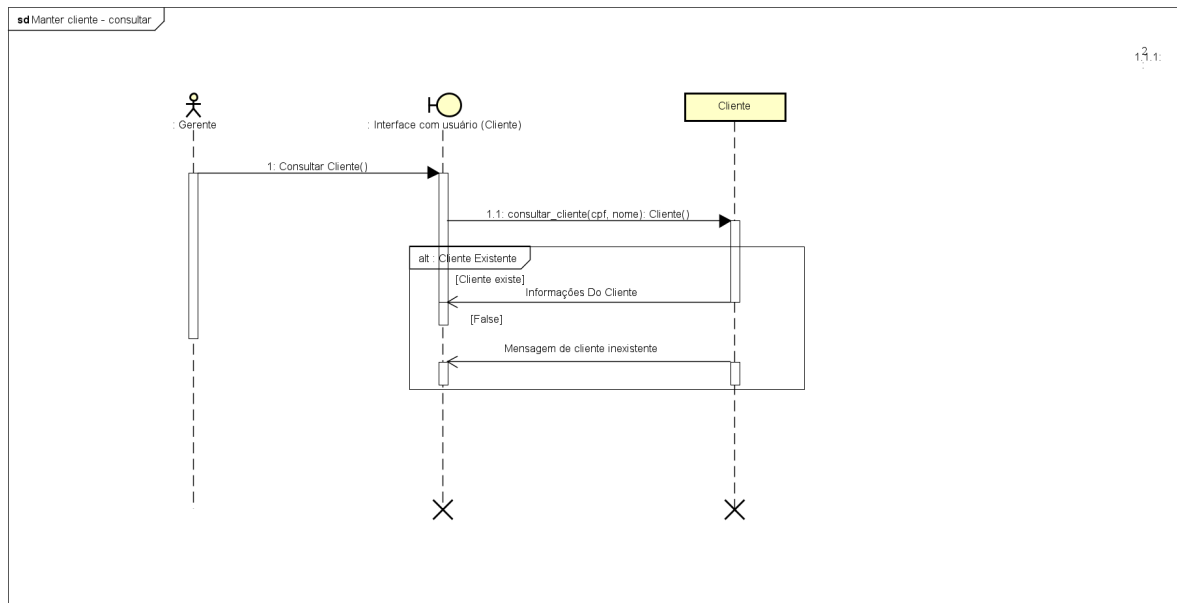 sd Manter cliente - consultar
: Gerente
: Interface com usuário (Cliente)
Cliente
1: Consultar Cliente()
1.1: consultar_cliente(cpf, nome): Cliente()
alt : Cliente Existente
[Cliente existe]
Informações Do Cliente
[False]
Mensagem de cliente inexistente